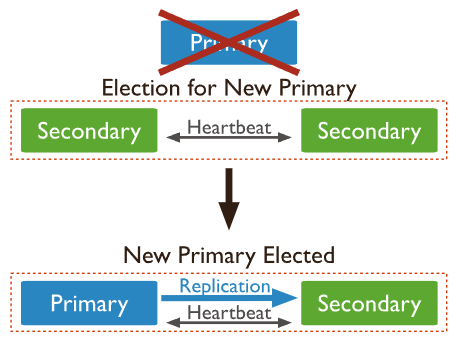 Primary
Election for New Primary
Secondary Heartbeat Secondary
New Primary Elected
Replication
Primary Secondary
Heartbeat